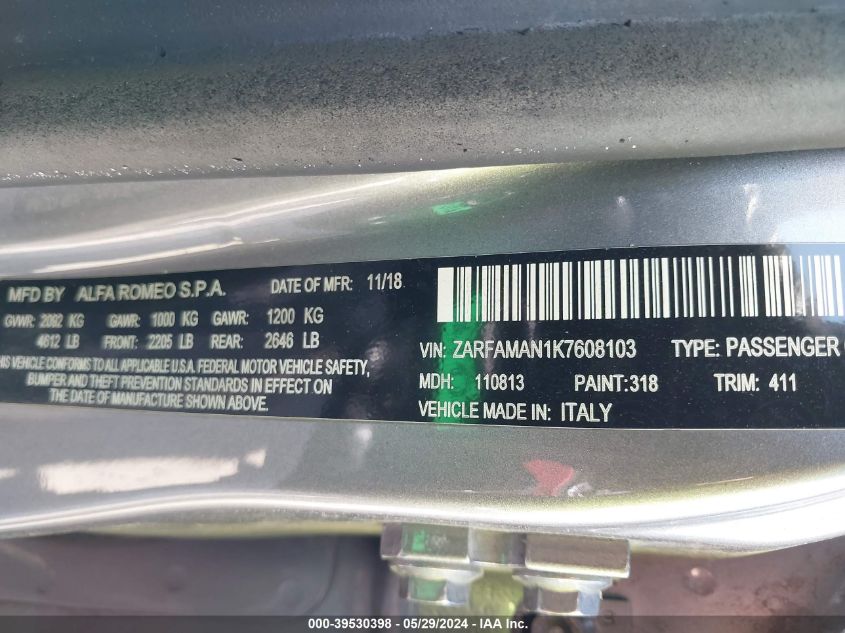 MFD BY ALFA ROMEO S.P.A. DATE OF MFR: 11/18
GVWR: 2092 KG GAWR: 1000 KG GAWR: 1200 KG
4612 LB FRONT: 2205 LB REAR: 2646 LB
THIS VEHICLE CONFORMS TO ALL APPLICABLE U.S.A. FEDERAL MOTOR VEHICLE SAFETY,
BUMPER AND THEFT PREVENTION STANDARDS IN EFFECT ON
THE DATE OF MANUFACTURE SHOWN ABOVE.
VIN: ZARFAMAN1K7608103 TYPE: PASSENGER
MDH: 110813 PAINT:318 TRIM: 411
VEHICLE MADE IN: ITALY
000-39530398 - 05/29/2024 - IAA Inc.